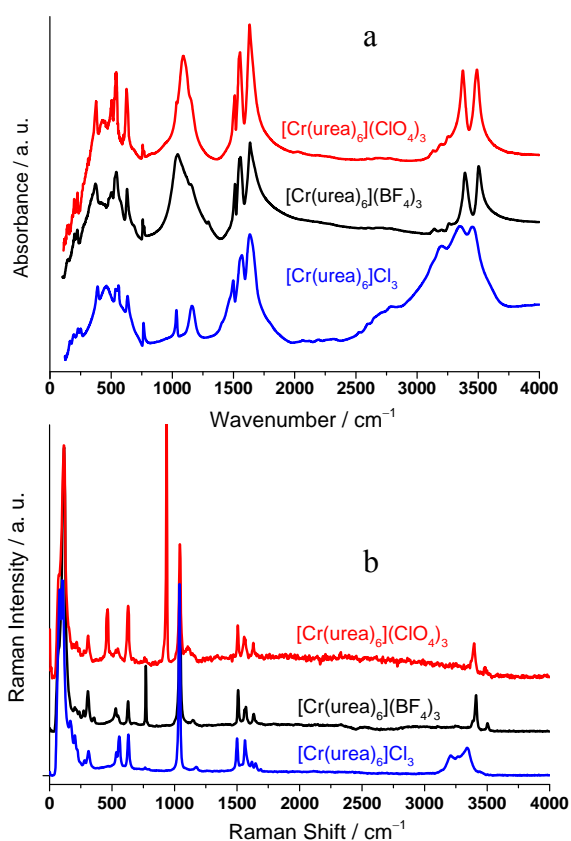 a
[Cr(urea)₆](ClO₄)₃
[Cr(urea)₆](BF₄)₃
[Cr(urea)₆]Cl₃
Absorbance / a. u.
0 500 1000 1500 2000 2500 3000 3500 4000
Wavenumber / cm⁻¹
b
[Cr(urea)₆](ClO₄)₃
[Cr(urea)₆](BF₄)₃
[Cr(urea)₆]Cl₃
Raman Intensity / a. u.
0 500 1000 1500 2000 2500 3000 3500 4000
Raman Shift / cm⁻¹